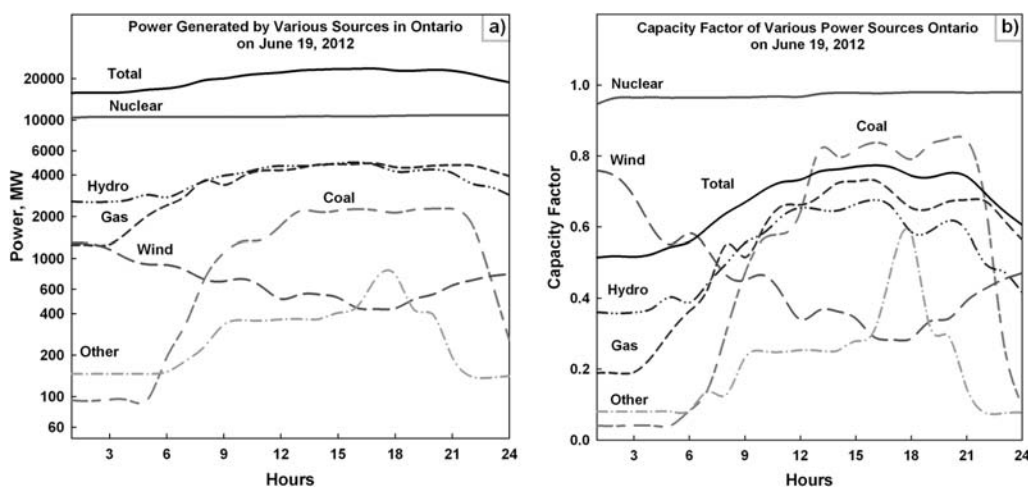 Power Generated by Various Sources in Ontario
on June 19, 2012
a)
Power, MW
20000
10000
6000
4000
2000
1000
600
400
200
100
60
Total
Nuclear
Hydro
Gas
Coal
Wind
Other
3 6 9 12 15 18 21 24
Hours
Capacity Factor of Various Power Sources Ontario
on June 19, 2012
b)
Capacity Factor
1.0
0.8
0.6
0.4
0.2
0.0
Nuclear
Coal
Wind
Total
Hydro
Gas
Other
3 6 9 12 15 18 21 24
Hours